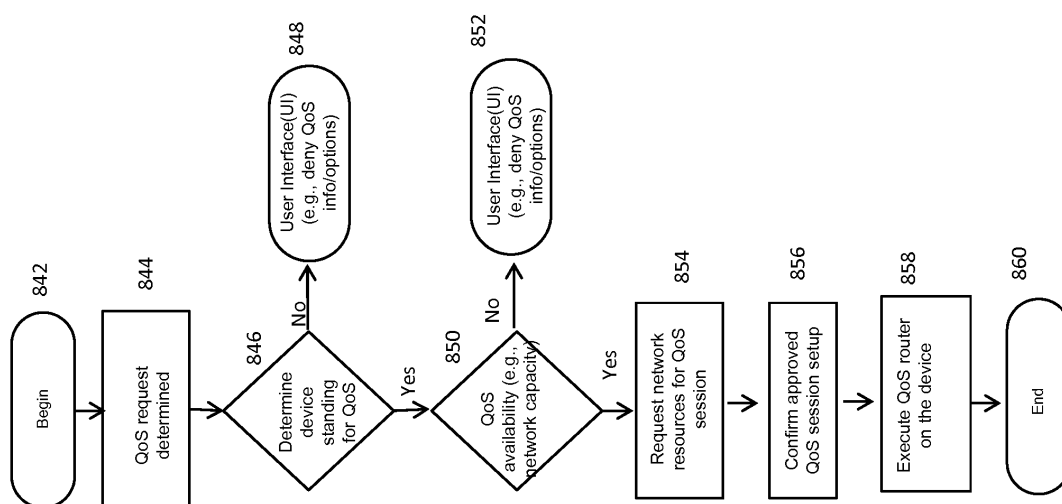 842
Begin
844
QoS request
determined
846
Determine
device
standing
for QoS
No
848
User Interface(UI)
(e.g., deny QoS
info/options)
Yes
850
QoS
availability (e.g.,
network capacity)
No
852
User Interface(UI)
(e.g., deny QoS
info/options)
Yes
854
Request network
resources for QoS
session
856
Confirm approved
QoS session setup
858
Execute QoS router
on the device
860
End